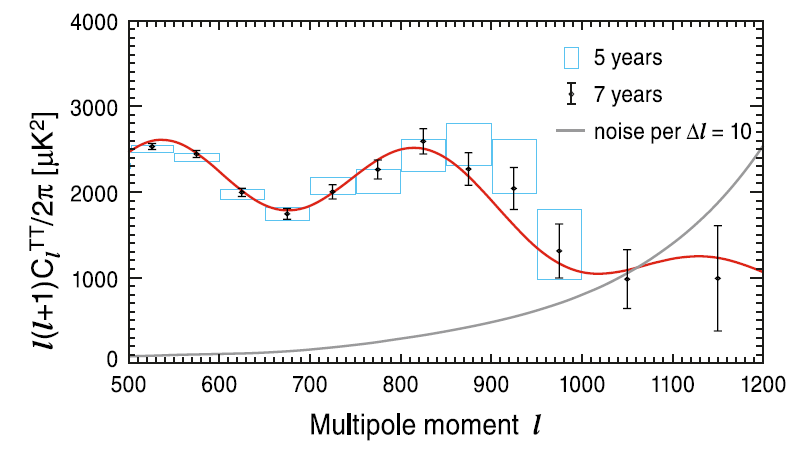 4000
3000
2000
1000
0
l(l+1)C_l^TT/2π [μK²]
5 years
7 years
noise per Δl = 10
500 600 700 800 900 1000 1100 1200
Multipole moment l